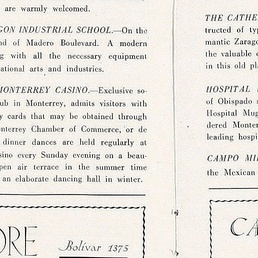 are warmly welcomed.
GON INDUSTRIAL SCHOOL.—On the
nd of Madero Boulevard. A modern
ng with all the necessary equipment
ational arts and industries.
MONTERREY CASINO.—Exclusive so-
ub in Monterrey, admits visitors with
y cards that may be obtained through
nterrey Chamber of Commerce, or de
dinner dances are held regularly at
sino every Sunday evening on a beau-
pen air terrace in the summer time
an elaborate dancing hall in winter.
ORE
Bolívar 1375
THE CATHE
tructed of typ
mantic Zarago
the valuable o
in this old pl
HOSPITAL
of Obispado s
Hospital Mug
dered Monter
leading hospi
CAMPO MI
the Mexican
CA